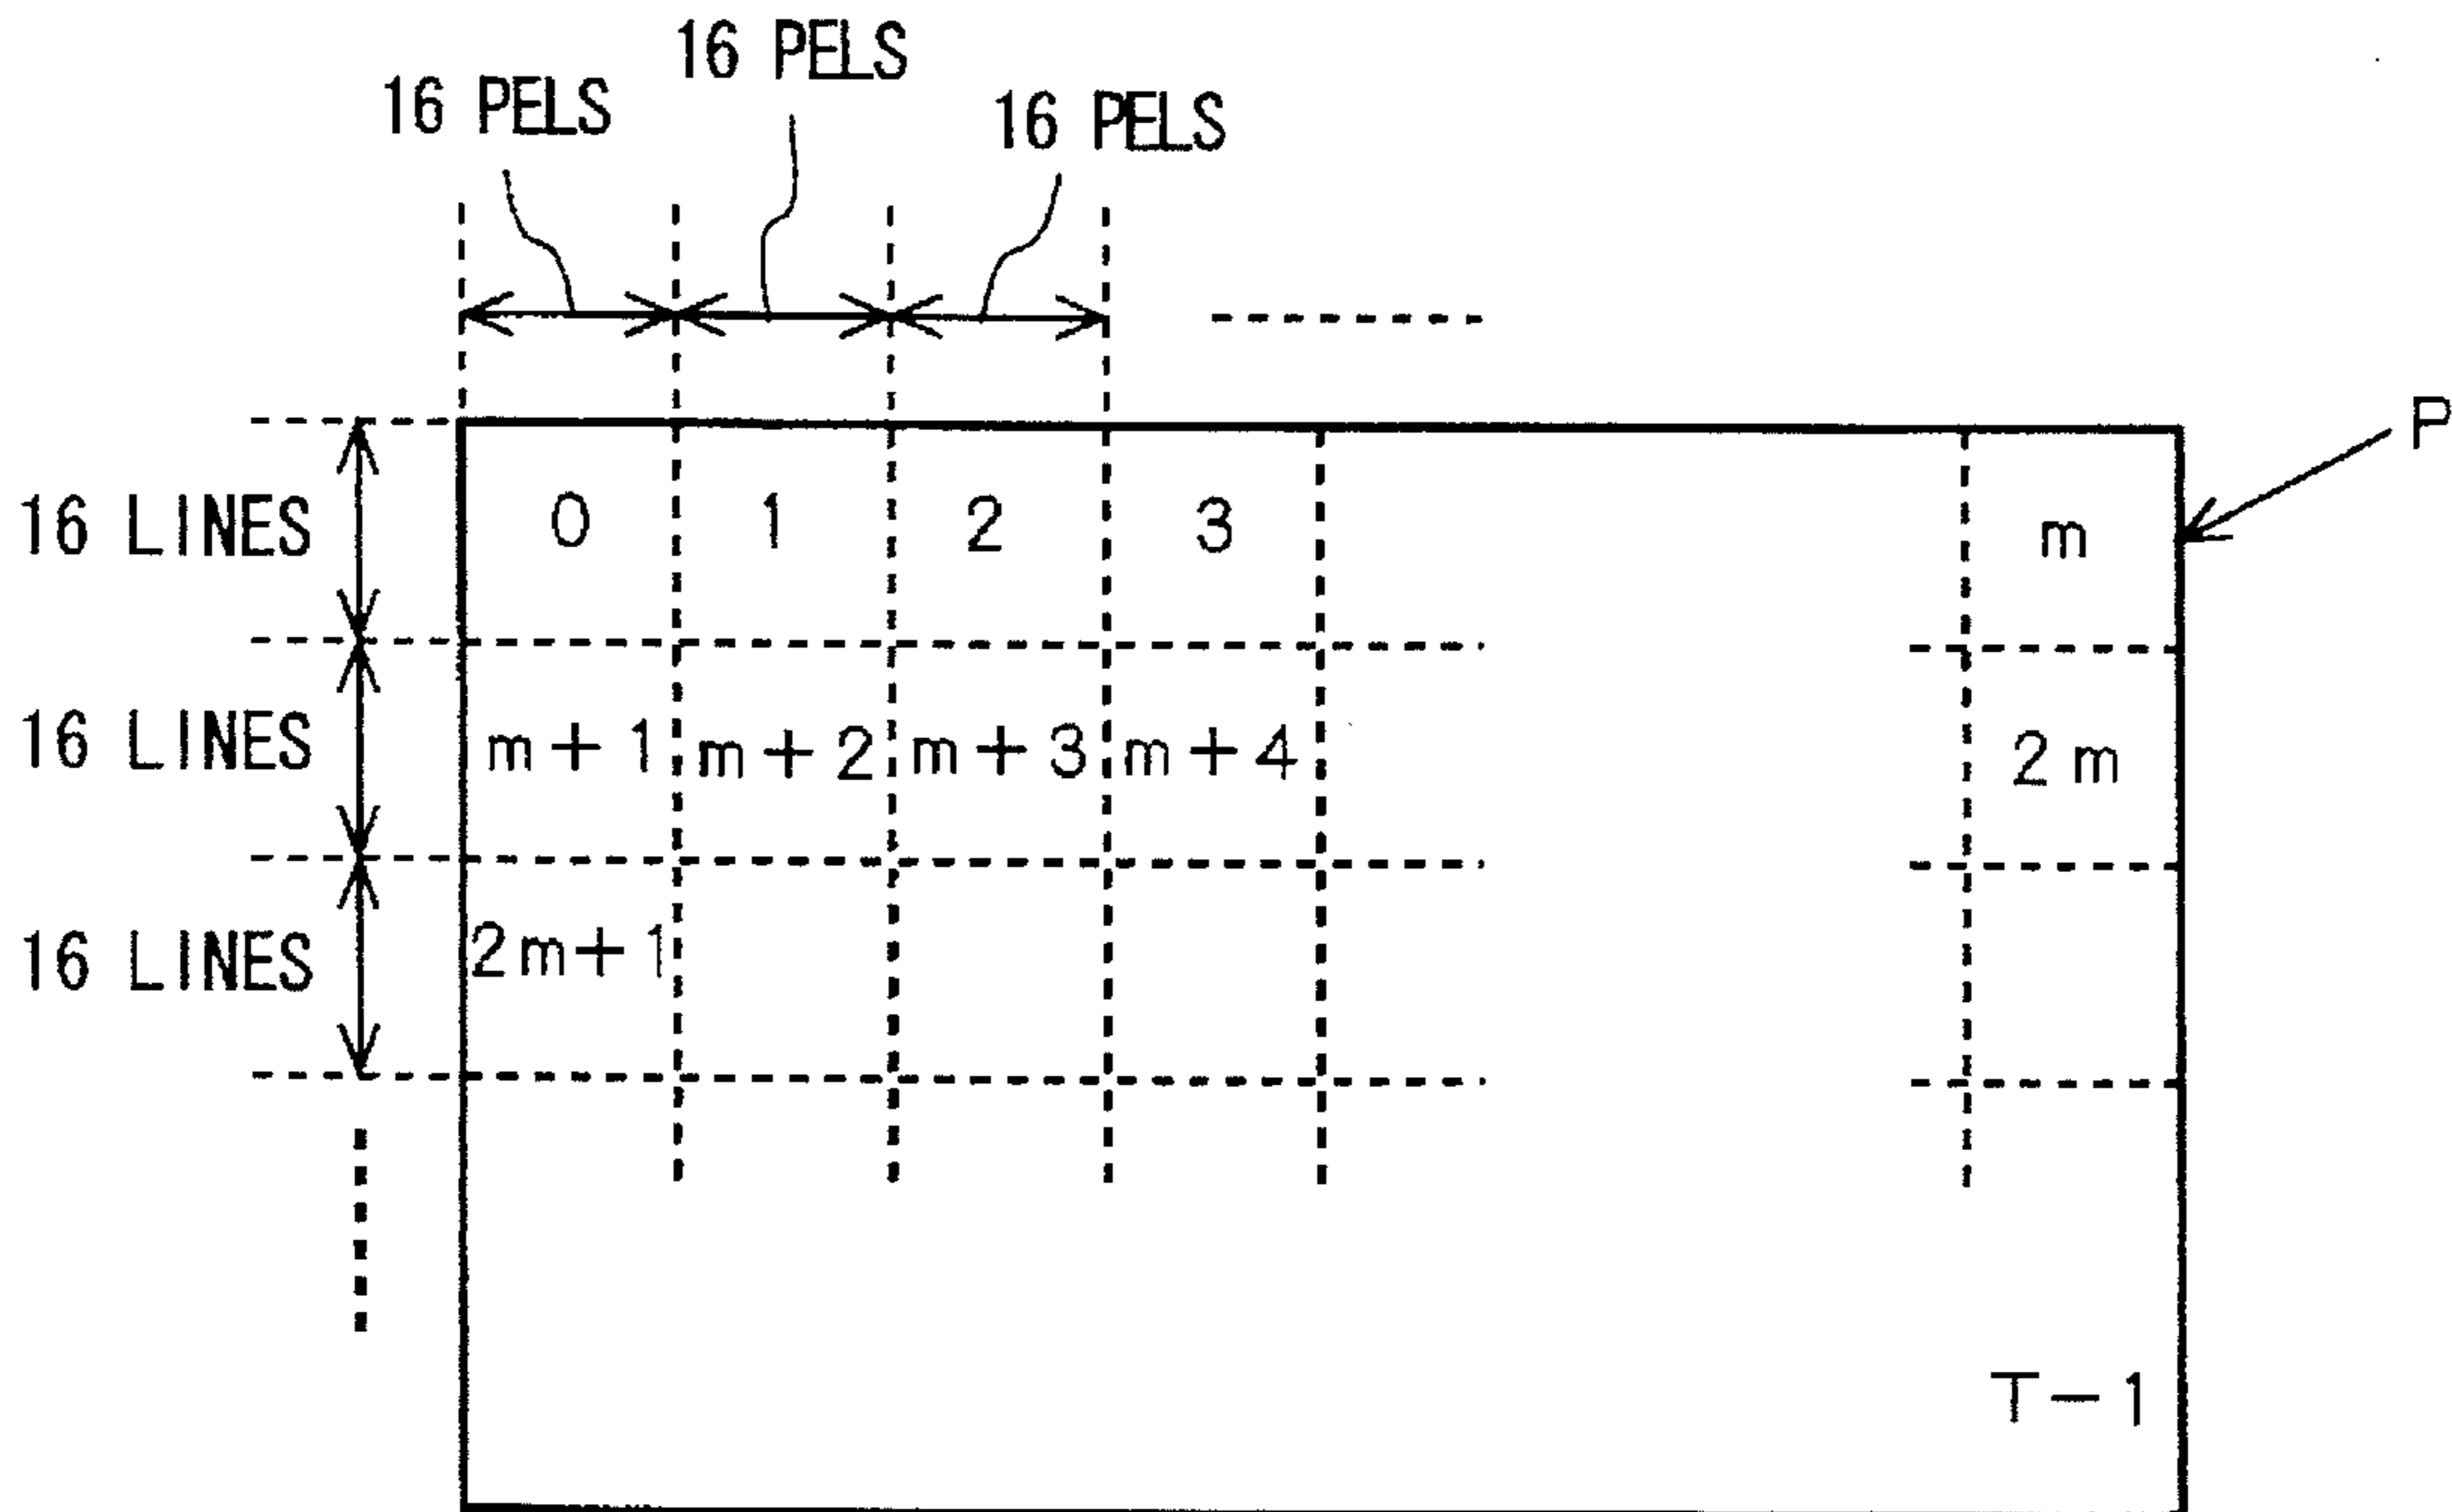 16 PELS
16 PELS
16 PELS
P
16 LINES
0 1 2 3 m
16 LINES
m+1 m+2 m+3 m+4 2m
16 LINES
2m+1
T-1